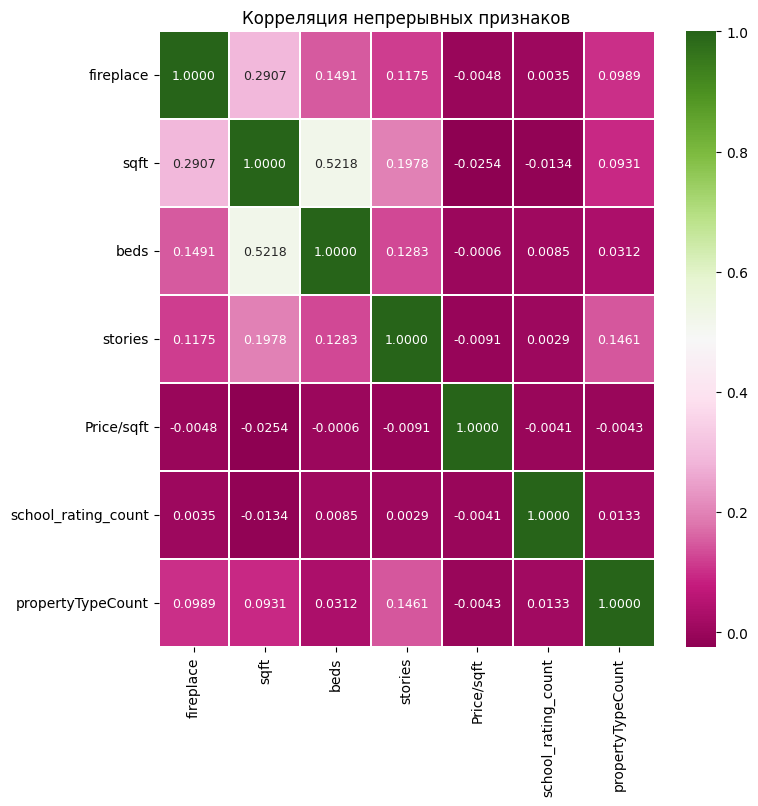 Корреляция непрерывных признаков
fireplace 1.0000 0.2907 0.1491 0.1175 -0.0048 0.0035 0.0989
sqft 0.2907 1.0000 0.5218 0.1978 -0.0254 -0.0134 0.0931
beds 0.1491 0.5218 1.0000 0.1283 -0.0006 0.0085 0.0312
stories 0.1175 0.1978 0.1283 1.0000 -0.0091 0.0029 0.1461
Price/sqft -0.0048 -0.0254 -0.0006 -0.0091 1.0000 -0.0041 -0.0043
school_rating_count 0.0035 -0.0134 0.0085 0.0029 -0.0041 1.0000 0.0133
propertyTypeCount 0.0989 0.0931 0.0312 0.1461 -0.0043 0.0133 1.0000
fireplace
sqft
beds
stories
Price/sqft
school_rating_count
propertyTypeCount
1.0
0.8
0.6
0.4
0.2
0.0